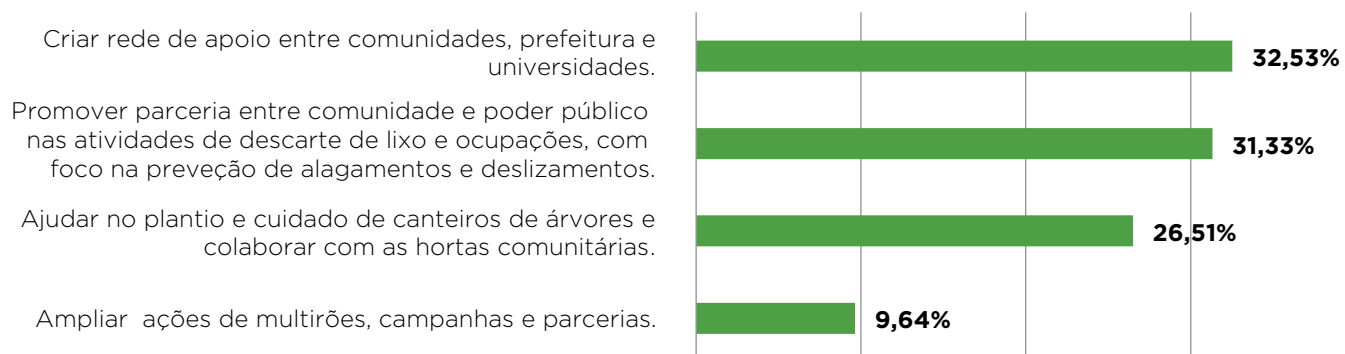 Criar rede de apoio entre comunidades, prefeitura e
universidades.
32,53%
Promover parceria entre comunidade e poder público
nas atividades de descarte de lixo e ocupações, com
foco na preveção de alagamentos e deslizamentos.
31,33%
Ajudar no plantio e cuidado de canteiros de árvores e
colaborar com as hortas comunitárias.
26,51%
Ampliar ações de multirões, campanhas e parcerias.
9,64%